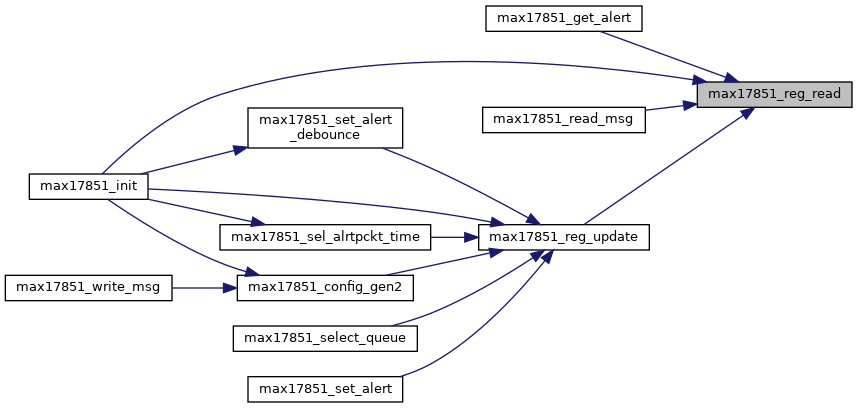 max17851_get_alert
max17851_reg_read
max17851_read_msg
max17851_set_alert
_debounce
max17851_init
max17851_sel_alrtpckt_time
max17851_reg_update
max17851_write_msg
max17851_config_gen2
max17851_select_queue
max17851_set_alert